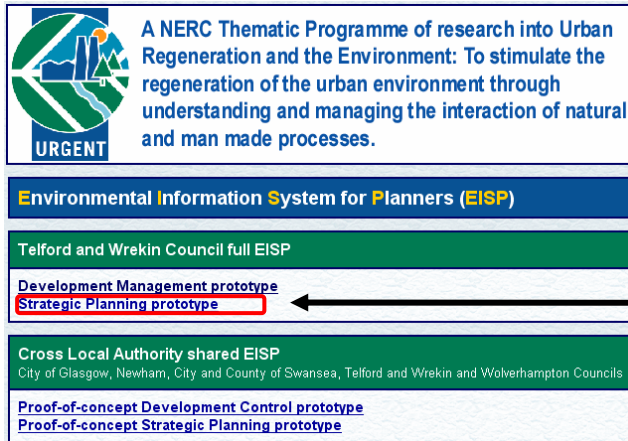 A NERC Thematic Programme of research into Urban
Regeneration and the Environment: To stimulate the
regeneration of the urban environment through
understanding and managing the interaction of natural
and man made processes.
URGENT
Environmental Information System for Planners (EISP)
Telford and Wrekin Council full EISP
Development Management prototype
Strategic Planning prototype
Cross Local Authority shared EISP
City of Glasgow, Newham, City and County of Swansea, Telford and Wrekin and Wolverhampton Councils
Proof-of-concept Development Control prototype
Proof-of-concept Strategic Planning prototype